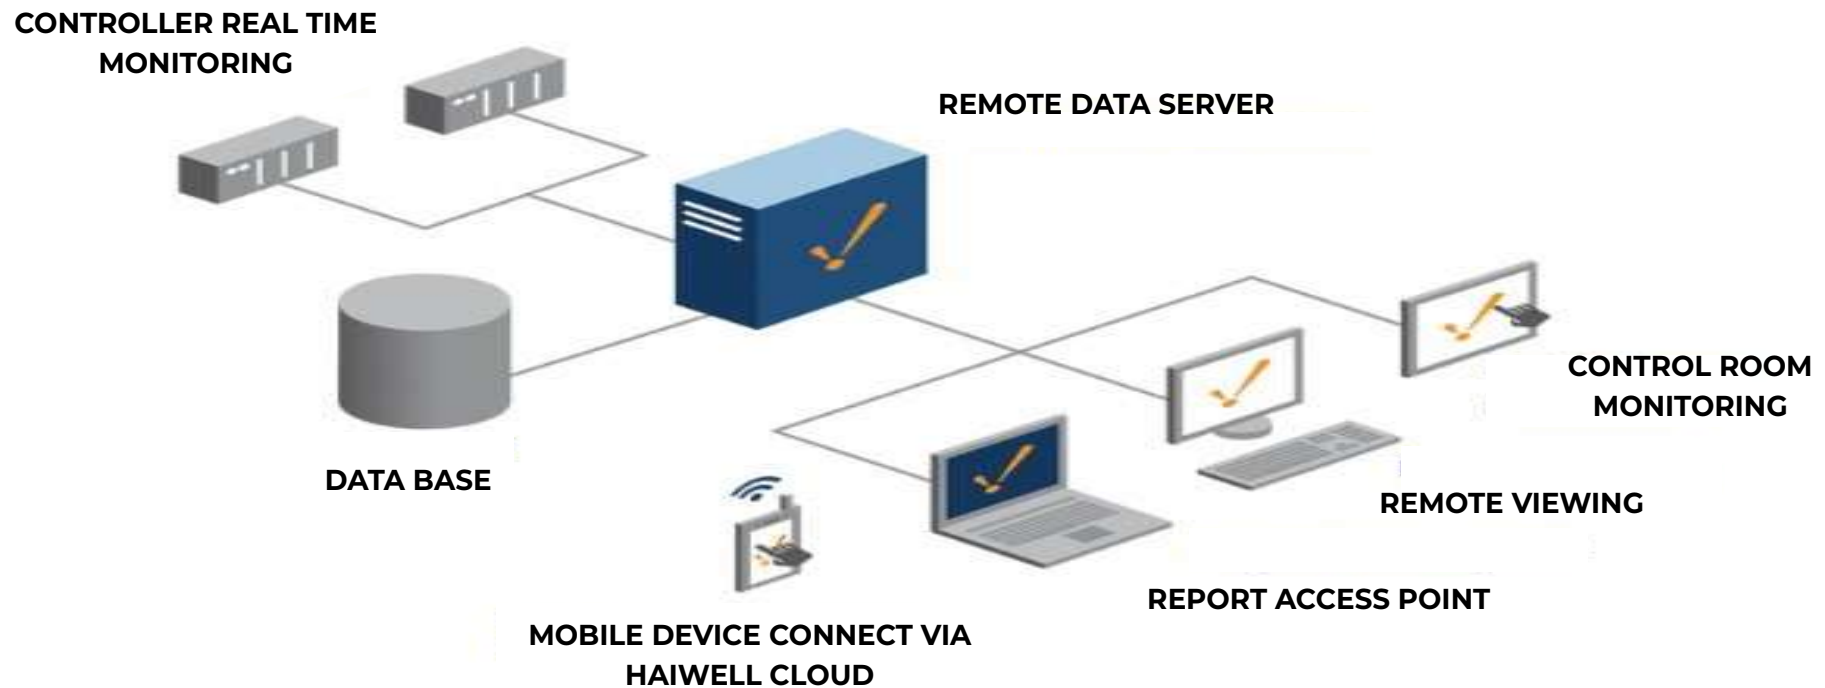 CONTROLLER REAL TIME
MONITORING
REMOTE DATA SERVER
CONTROL ROOM
MONITORING
DATA BASE
REMOTE VIEWING
REPORT ACCESS POINT
MOBILE DEVICE CONNECT VIA
HAIWELL CLOUD